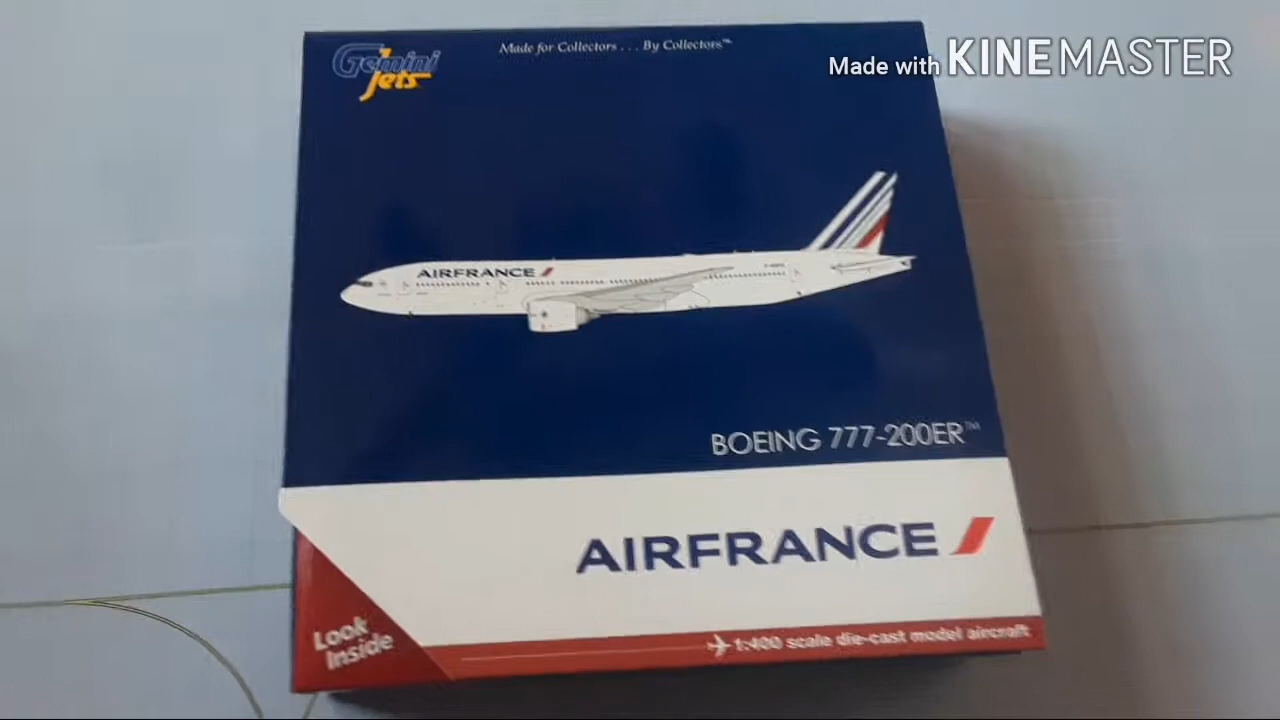 Gemini
Jets
Made for Collectors . . . By Collectors™
Made with KINEMASTER
AIRFRANCE
BOEING 777-200ER™
AIRFRANCE
Look
Inside
1:400 scale die-cast model aircraft